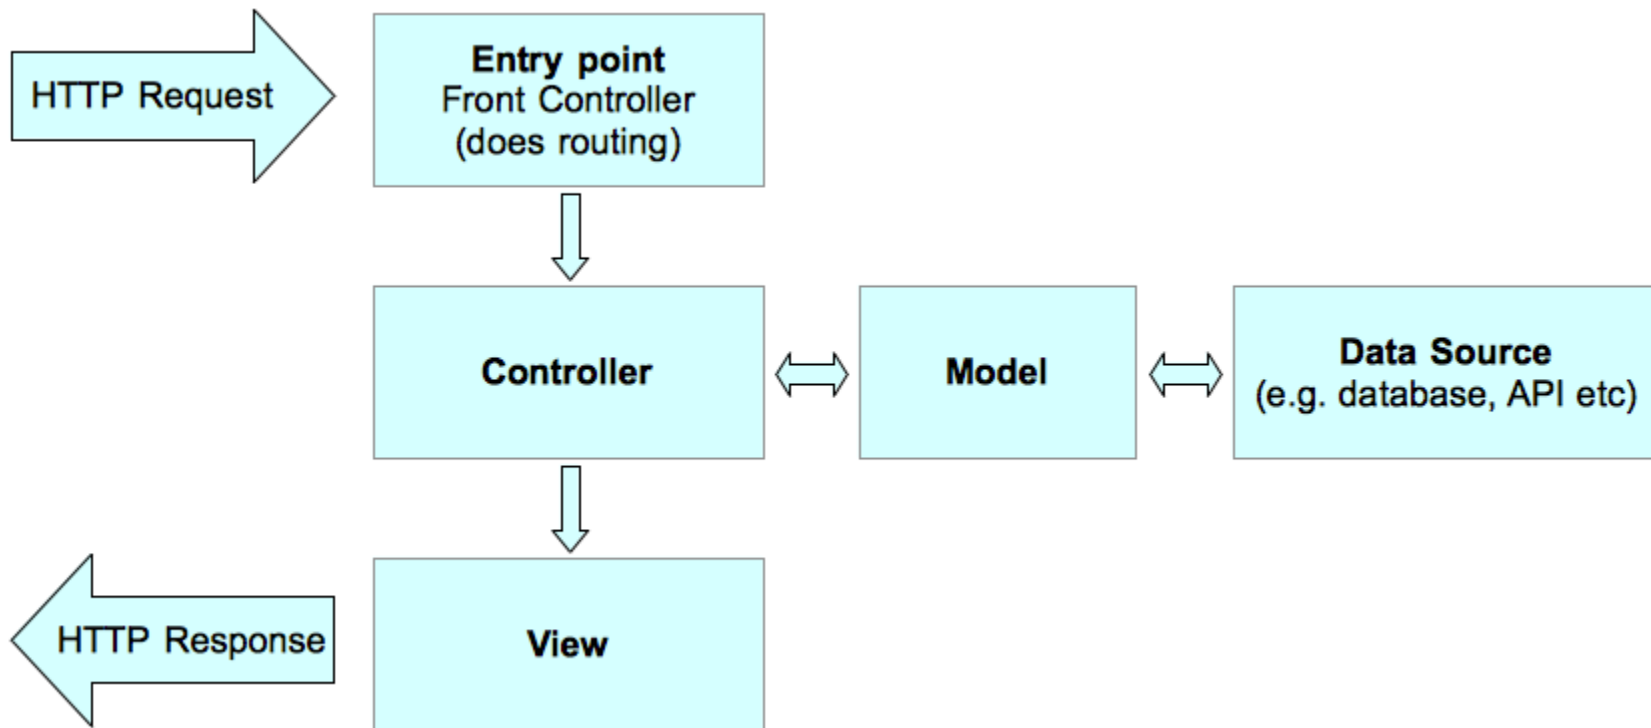 HTTP Request
Entry point
Front Controller
(does routing)
Controller
Model
Data Source
(e.g. database, API etc)
HTTP Response
View